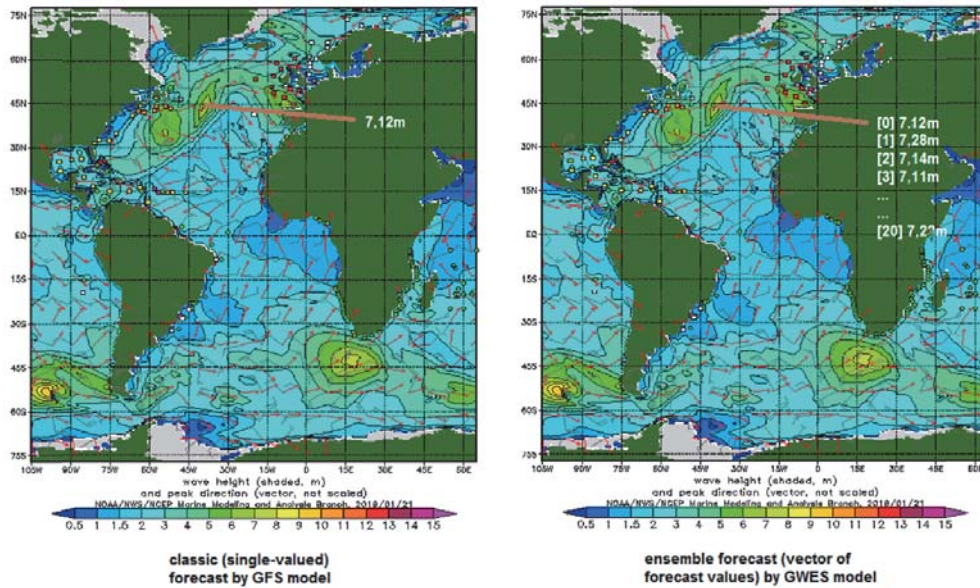 75N
60N
45N
30N
15N
EQ
15S
30S
45S
60S
75S
7,12m
105W 90W 75W 60W 45W 30W 15W 0 15E 30E 45E 60E
wave height (shaded, m)
and peak direction (vector, not scaled)
NOAA/NWS/NCEP Marine Modeling and Analysis Branch, 2018/01/21
0.5 1 1.5 2 3 4 5 6 7 8 9 10 11 12 13 14 15
classic (single-valued)
forecast by GFS model
75N
60N
45N
30N
15N
EQ
15S
30S
45S
60S
75S
[0] 7,12m
[1] 7,28m
[2] 7,14m
[3] 7,11m
...
...
[20] 7,22m
105W 90W 75W 60W 45W 30W 15W 0 15E 30E 45E 60E
wave height (shaded, m)
and peak direction (vector, not scaled)
NOAA/NWS/NCEP Marine Modeling and Analysis Branch, 2018/01/21
0.5 1 1.5 2 3 4 5 6 7 8 9 10 11 12 13 14 15
ensemble forecast (vector of
forecast values) by GWES model